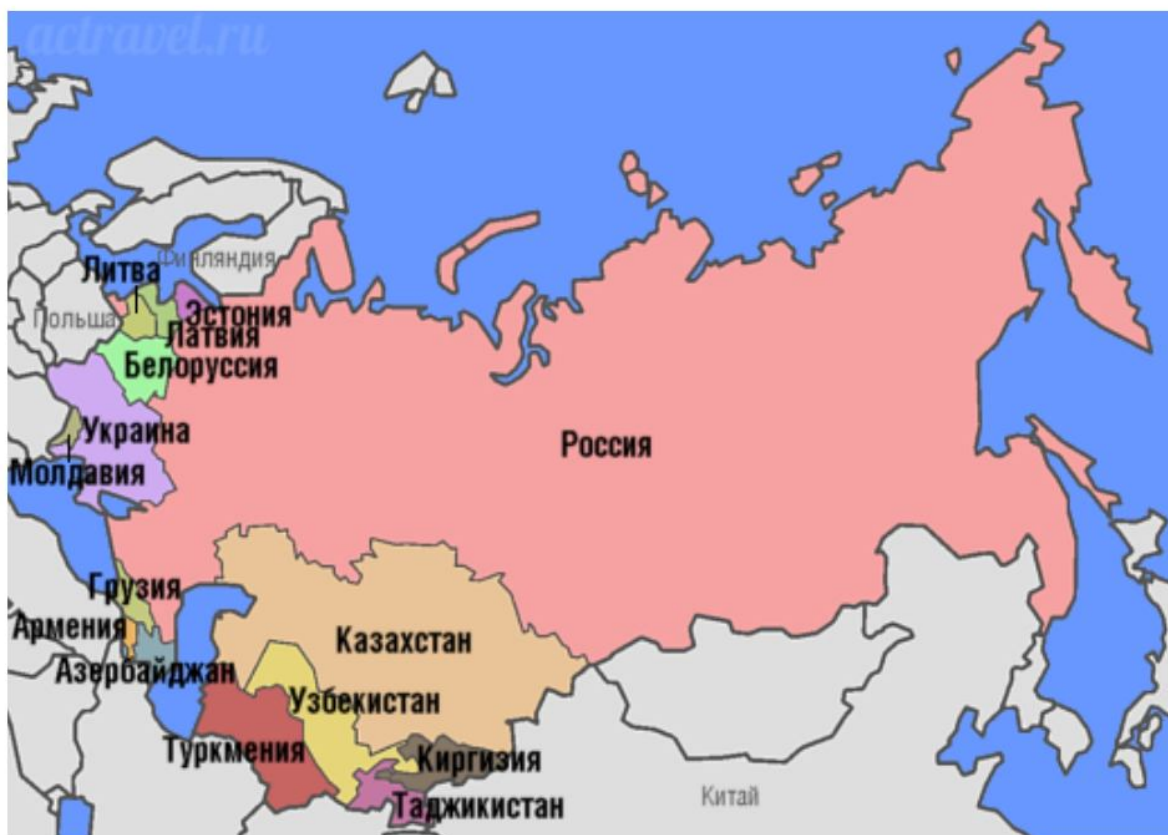 actravel.ru
Финляндия
Литва
Эстония
Польша
Латвия
Белоруссия
Украина
Россия
Молдавия
Грузия
Армения
Казахстан
Азербайджан
Узбекистан
Туркмения
Киргизия
Китай
Таджикистан